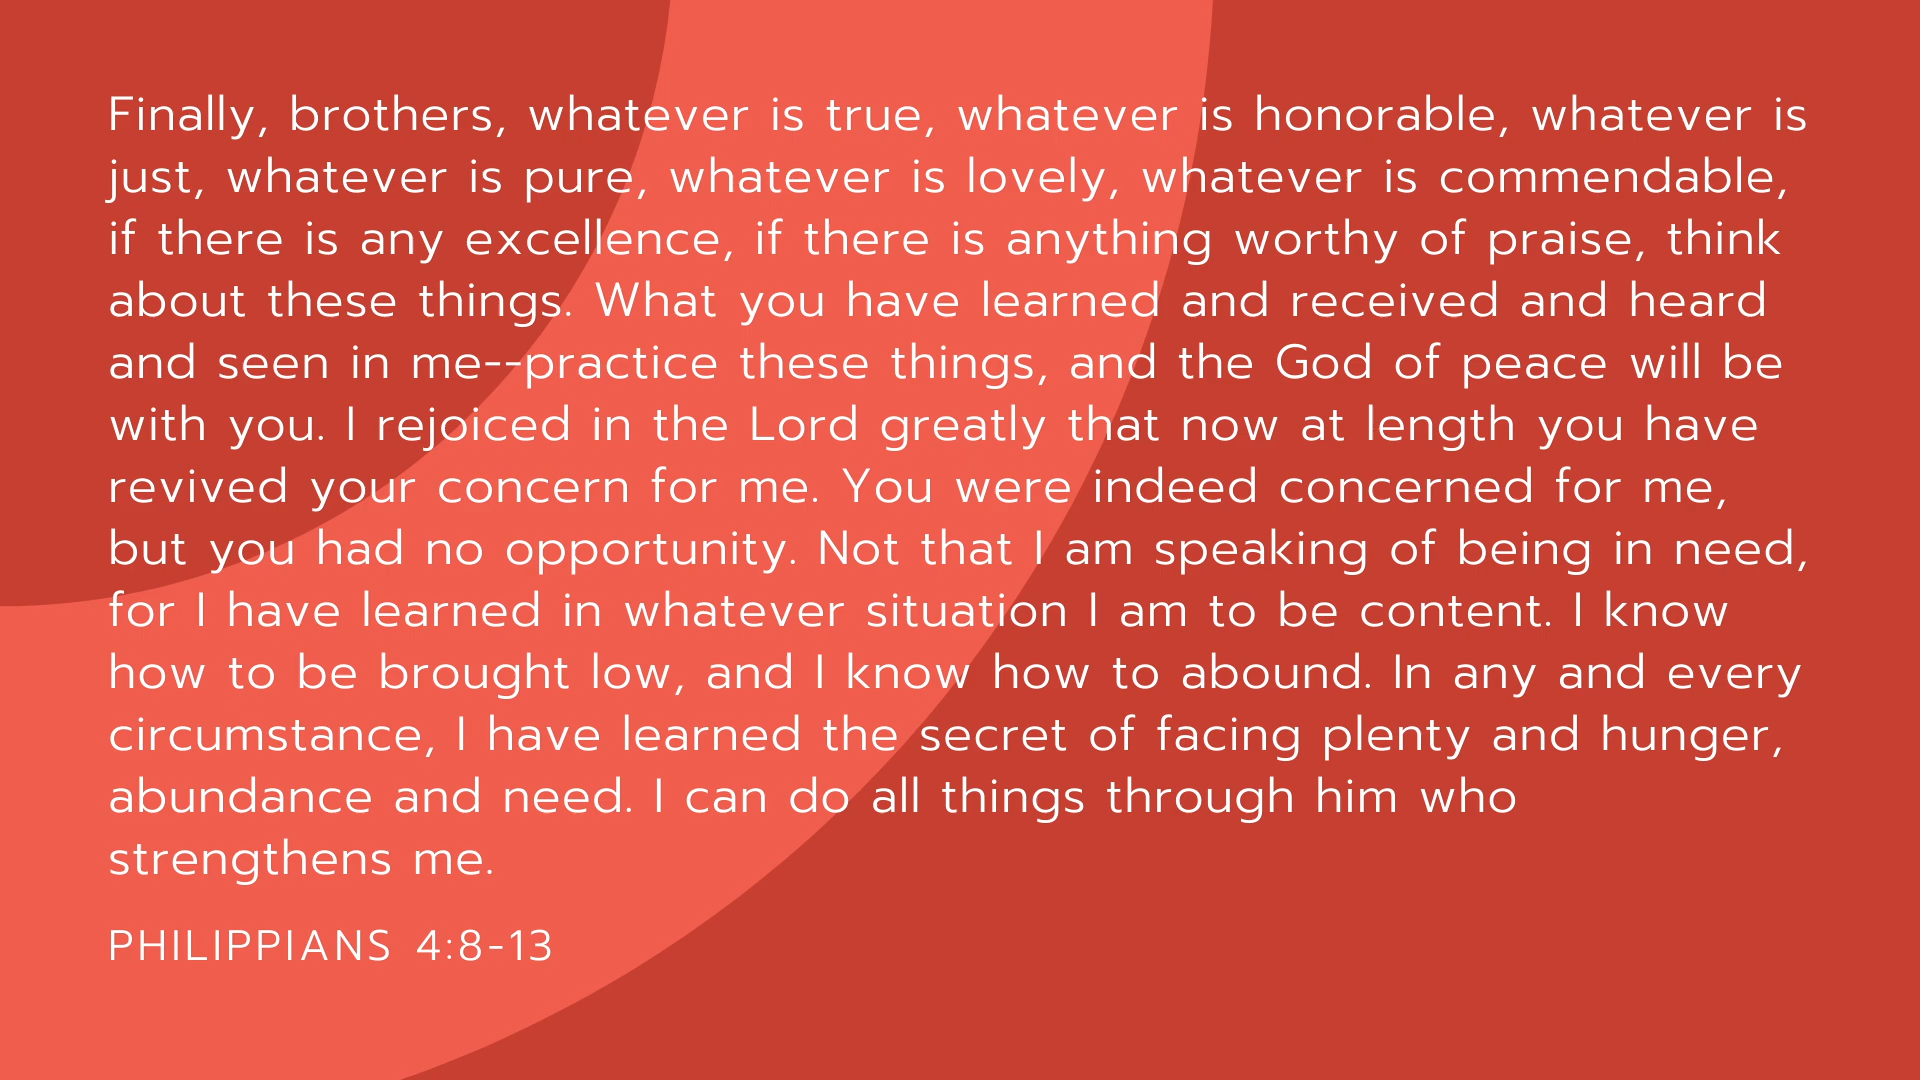 Finally, brothers, whatever is true, whatever is honorable, whatever is
just, whatever is pure, whatever is lovely, whatever is commendable,
if there is any excellence, if there is anything worthy of praise, think
about these things. What you have learned and received and heard
and seen in me--practice these things, and the God of peace will be
with you. I rejoiced in the Lord greatly that now at length you have
revived your concern for me. You were indeed concerned for me,
but you had no opportunity. Not that I am speaking of being in need,
for I have learned in whatever situation I am to be content. I know
how to be brought low, and I know how to abound. In any and every
circumstance, I have learned the secret of facing plenty and hunger,
abundance and need. I can do all things through him who
strengthens me.
PHILIPPIANS 4:8-13